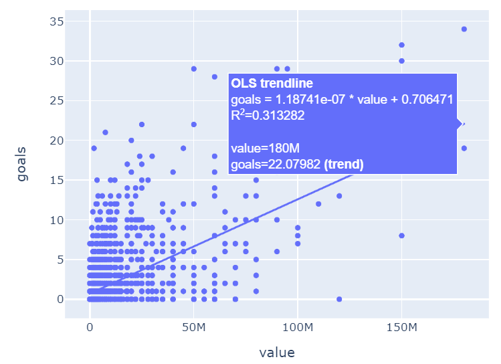 35
30
25
20
15
10
5
0
goals
OLS trendline
goals = 1.18741e-07 * value + 0.706471
R²=0.313282
value=180M
goals=22.07982 (trend)
0
50M
100M
150M
value